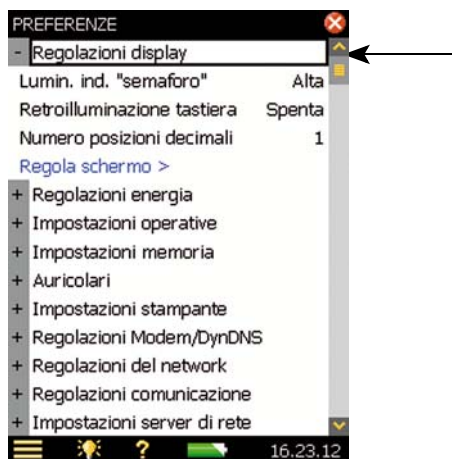 PREFERENZE
- Regolazioni display
Lumin. ind. "semaforo" Alta
Retroilluminazione tastiera Spenta
Numero posizioni decimali 1
Regola schermo >
+ Regolazioni energia
+ Impostazioni operative
+ Impostazioni memoria
+ Auricolari
+ Impostazioni stampante
+ Regolazioni Modem/DynDNS
+ Regolazioni del network
+ Regolazioni comunicazione
+ Impostazioni server di rete
? 16.23.12